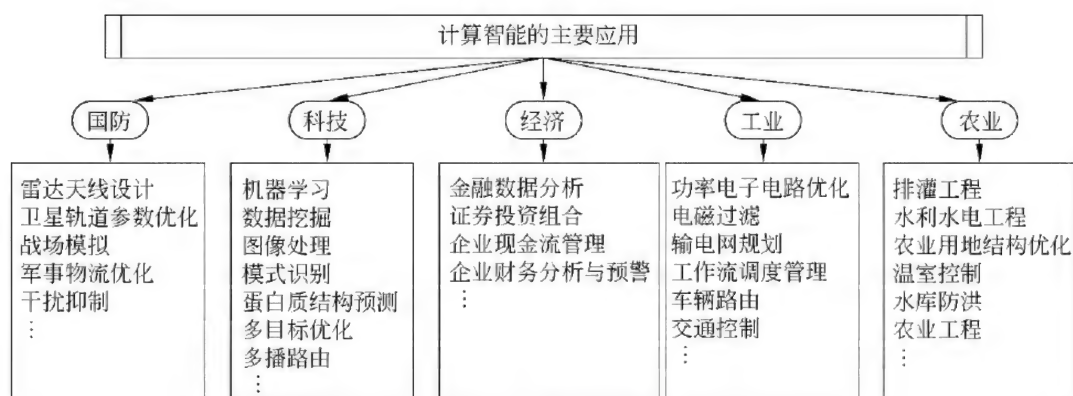 计算智能的主要应用
国防
科技
经济
工业
农业
雷达天线设计
卫星轨道参数优化
战场模拟
军事物流优化
干扰抑制
⋮
机器学习
数据挖掘
图像处理
模式识别
蛋白质结构预测
多目标优化
多播路由
⋮
金融数据分析
证券投资组合
企业现金流管理
企业财务分析与预警
⋮
功率电子电路优化
电磁过滤
输电网规划
工作流调度管理
车辆路由
交通控制
⋮
排灌工程
水利水电工程
农业用地结构优化
温室控制
水库防洪
农业工程
⋮